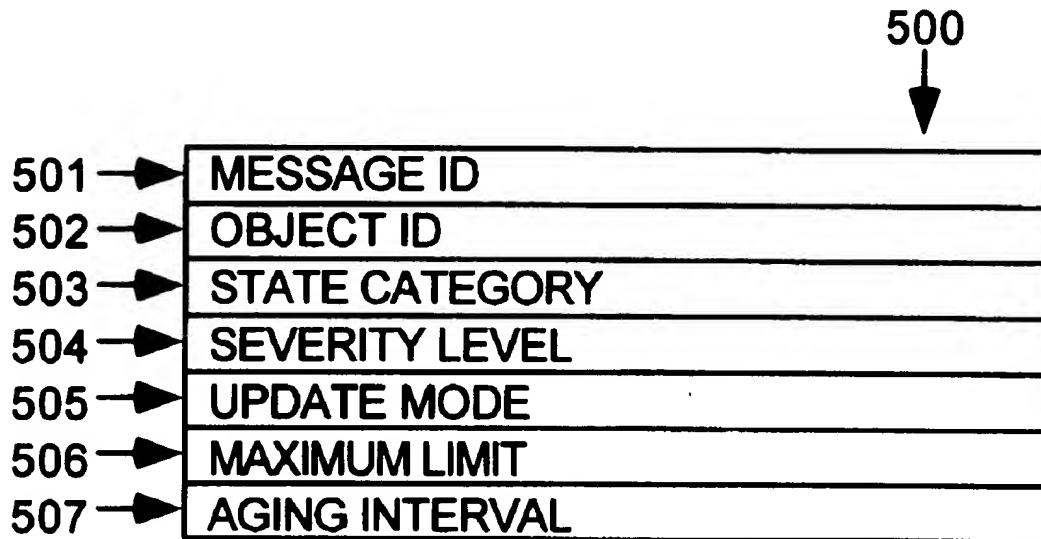 500
501 MESSAGE ID
502 OBJECT ID
503 STATE CATEGORY
504 SEVERITY LEVEL
505 UPDATE MODE
506 MAXIMUM LIMIT
507 AGING INTERVAL